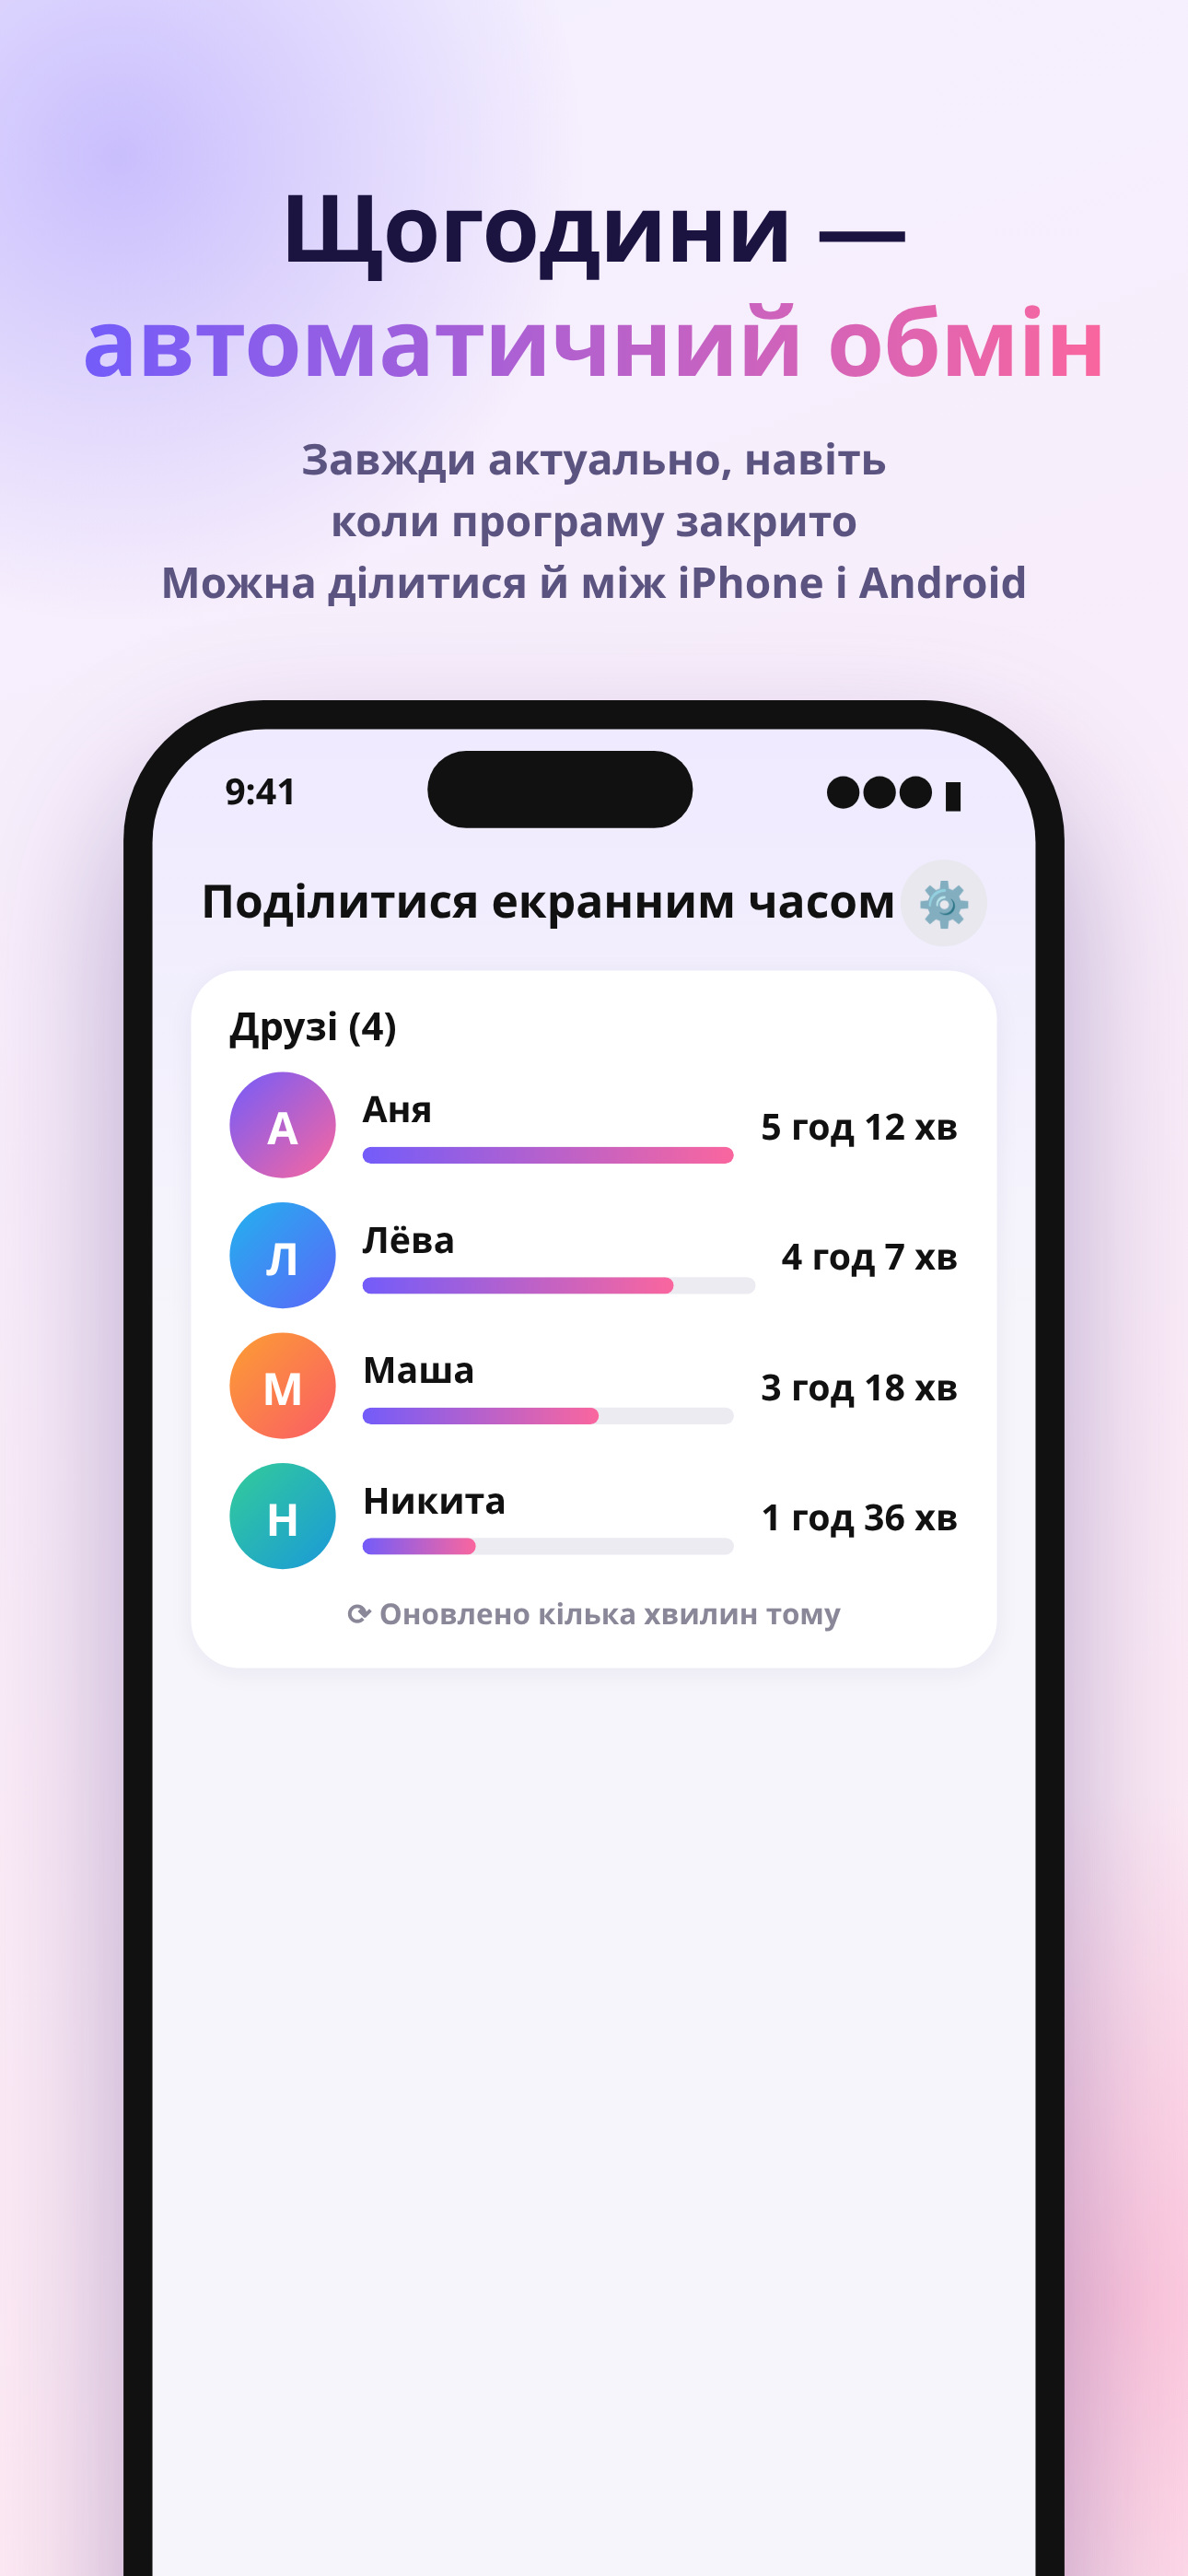 Щогодини —
автоматичний обмін
Завжди актуально, навіть
коли програму закрито
Можна ділитися й між iPhone і Android
9:41
Поділитися екранним часом
Друзі (4)
А
Аня
5 год 12 хв
Л
Лёва
4 год 7 хв
М
Маша
3 год 18 хв
Н
Никита
1 год 36 хв
⟳ Оновлено кілька хвилин тому